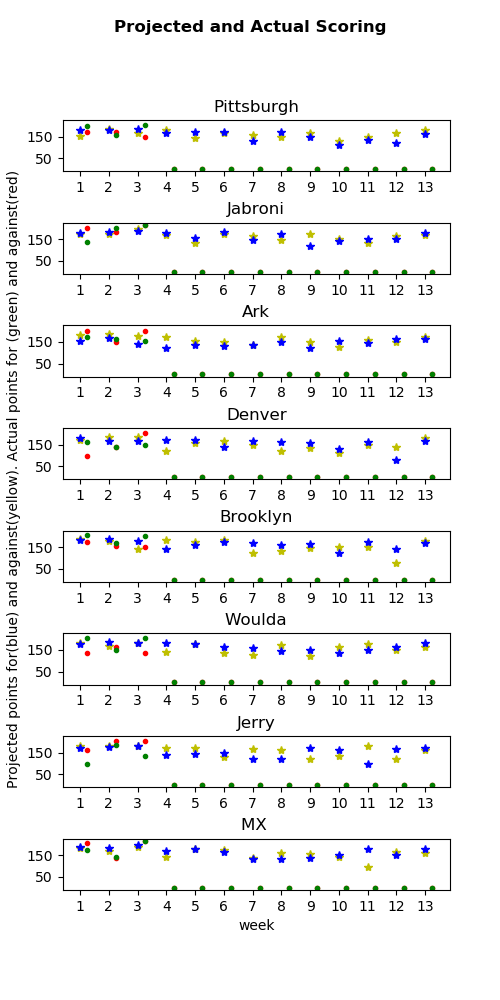 Projected and Actual Scoring
Projected points for(blue) and against(yellow). Actual points for (green) and against(red)
Pittsburgh
150
50
1 2 3 4 5 6 7 8 9 10 11 12 13
Jabroni
150
50
1 2 3 4 5 6 7 8 9 10 11 12 13
Ark
150
50
1 2 3 4 5 6 7 8 9 10 11 12 13
Denver
150
50
1 2 3 4 5 6 7 8 9 10 11 12 13
Brooklyn
150
50
1 2 3 4 5 6 7 8 9 10 11 12 13
Woulda
150
50
1 2 3 4 5 6 7 8 9 10 11 12 13
Jerry
150
50
1 2 3 4 5 6 7 8 9 10 11 12 13
MX
150
50
1 2 3 4 5 6 7 8 9 10 11 12 13
week